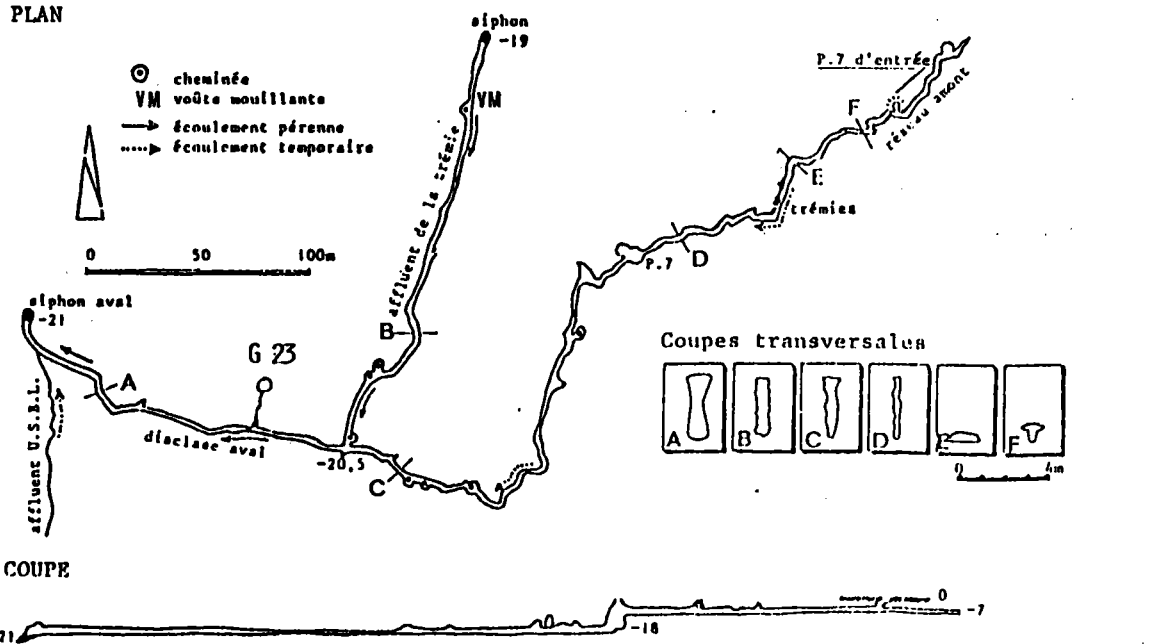 PLAN
siphon
-19
P.7 d'entrée
cheminée
VM voûte mouillante
écoulement pérenne
écoulement temporaire
VM
F
réseau amont
affluent de la trémie
E
trémies
0 50 100m
D
P.7
siphon aval
-21
B
G 23
Coupes transversales
A
A B C D E F
disclase aval
-20,5
C
0 4m
affluent U.S.B.L.
COUPE
0
-7
-18
21